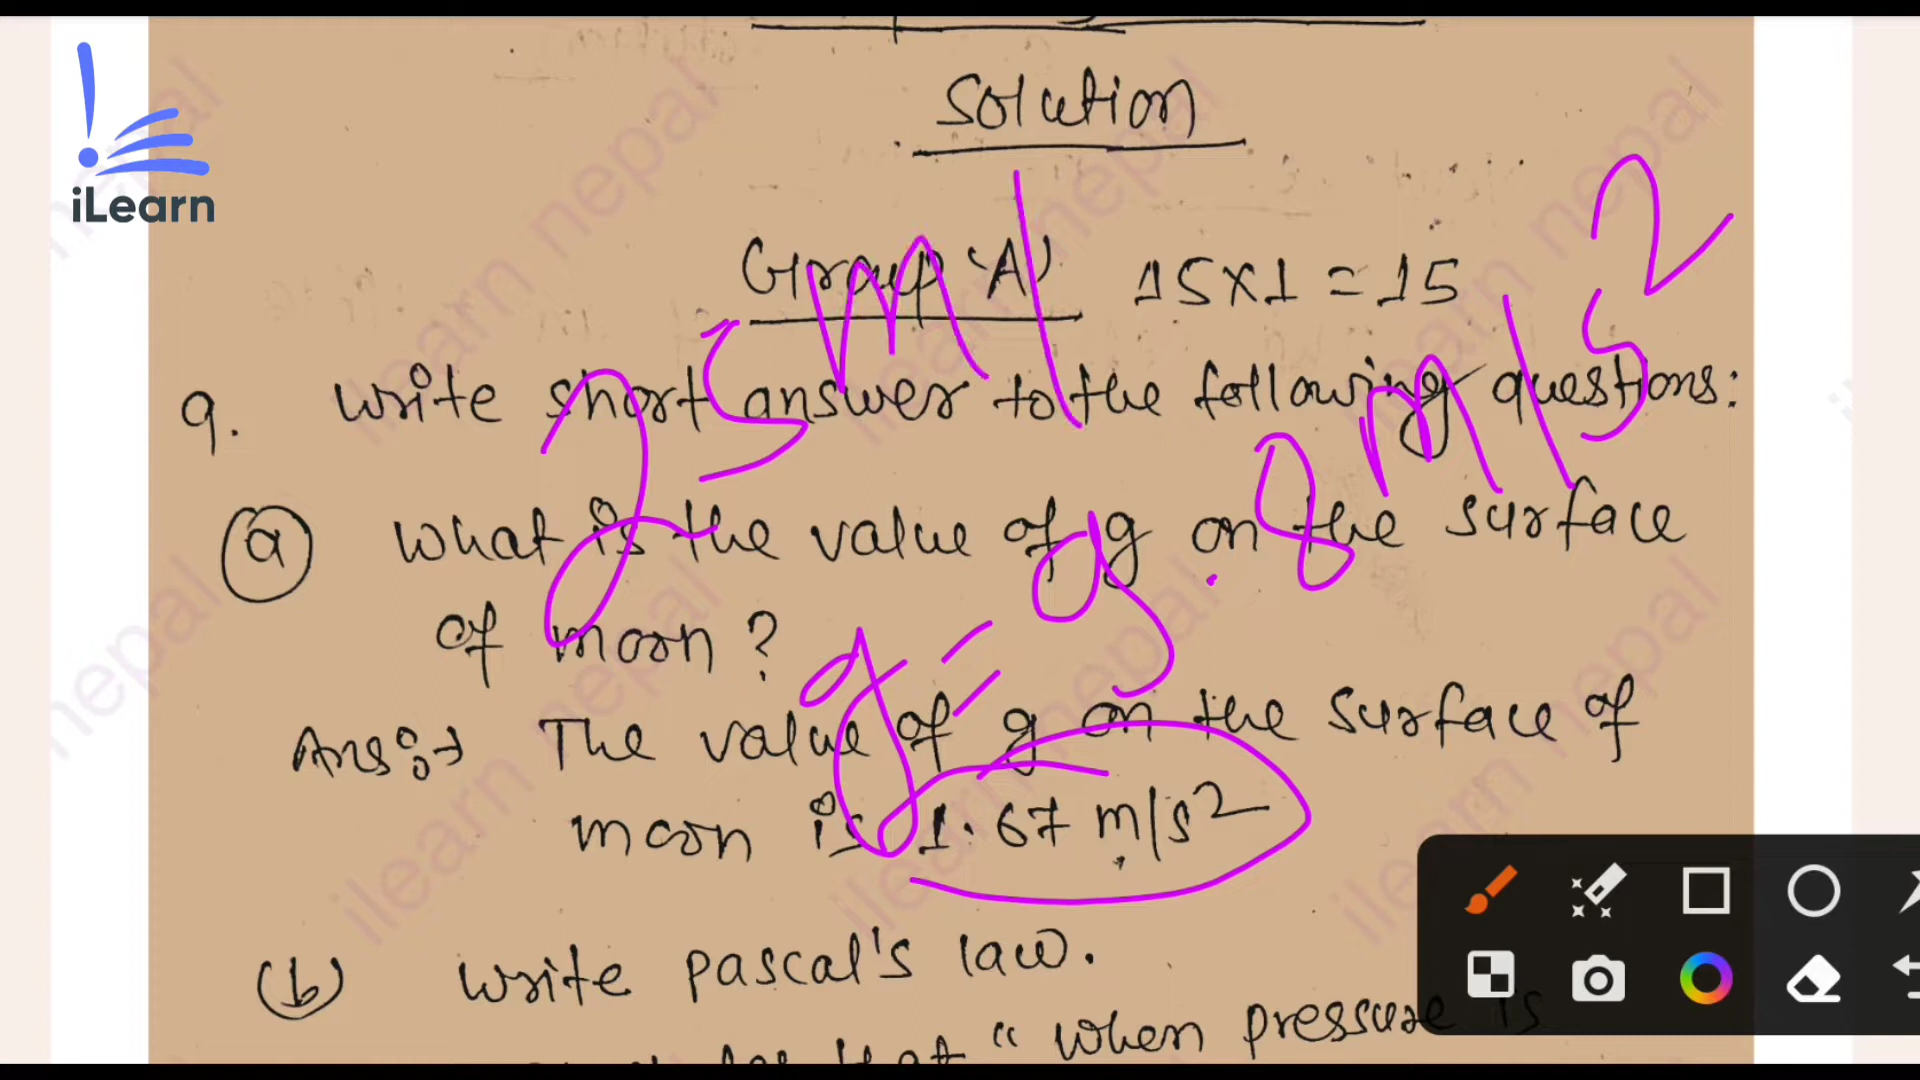 iLearn
Solution
Group 'A' 15×1=15
9. Write short answer to the following questions:
(a) What is the value of g on the surface
of moon?
Ans:→ The value of g on the surface of
moon is 1.67 m/s²
(b) Write pascal's law.
"When pressure is
g = 9.8 m/s²
25 m/
ilearn nepal